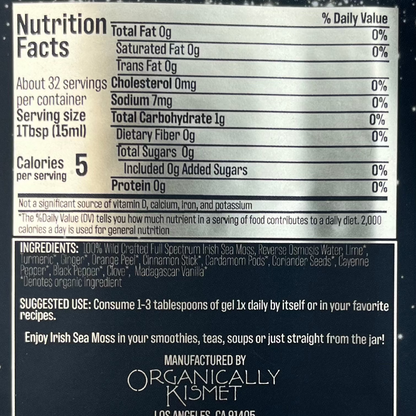 Nutrition Facts
% Daily Value
About 32 servings per container
Serving size 1Tbsp (15ml)
Calories per serving 5
Total Fat 0g 0%
Saturated Fat 0g 0%
Trans Fat 0g
Cholesterol 0mg 0%
Sodium 7mg 0%
Total Carbohydrate 1g 0%
Dietary Fiber 0g 0%
Total Sugars 0g
Included 0g Added Sugars 0%
Protein 0g 0%
Not a significant source of vitamin D, calcium, iron, and potassium
*The %Daily Value (DV) tells you how much nutrient in a serving of food contributes to a daily diet. 2,000
calories a day is used for general nutrition
INGREDIENTS: 100% Wild Crafted Full Spectrum Irish Sea Moss, Reverse Osmosis Water, Lime*,
Turmeric*, Ginger*, Orange Peel*, Cinnamon Stick*, Cardamom Pods*, Coriander Seeds*, Cayenne
Pepper*, Black Pepper*, Clove*, Madagascar Vanilla*
*Denotes organic ingredient
SUGGESTED USE: Consume 1-3 tablespoons of gel 1x daily by itself or in your favorite
recipes.
Enjoy Irish Sea Moss in your smoothies, teas, soups or just straight from the jar!
MANUFACTURED BY
ORGANICALLY
KISMET
LOS ANGELES, CA 91405